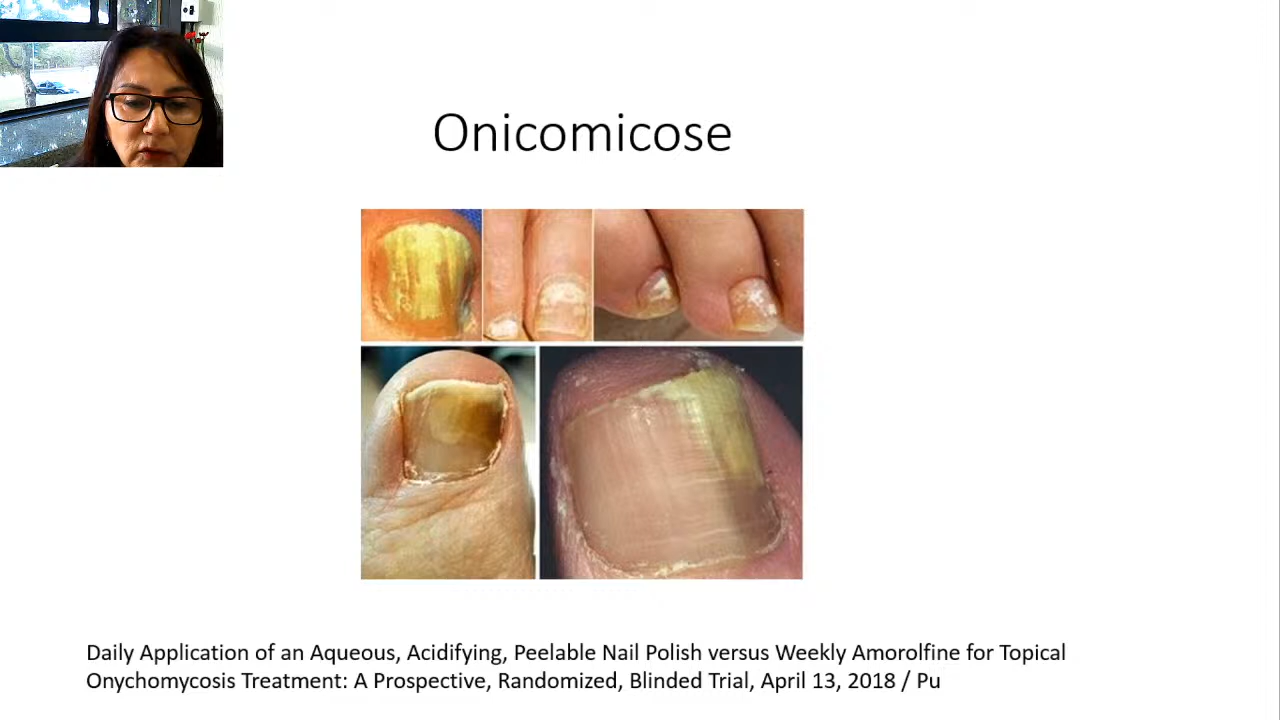 Onicomicose
Daily Application of an Aqueous, Acidifying, Peelable Nail Polish versus Weekly Amorolfine for Topical
Onychomycosis Treatment: A Prospective, Randomized, Blinded Trial, April 13, 2018 / Pu